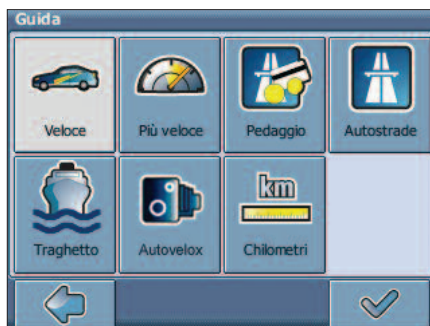 Guida
Veloce
Più veloce
Pedaggio
Autostrade
Traghetto
Autovelox
km
Chilometri